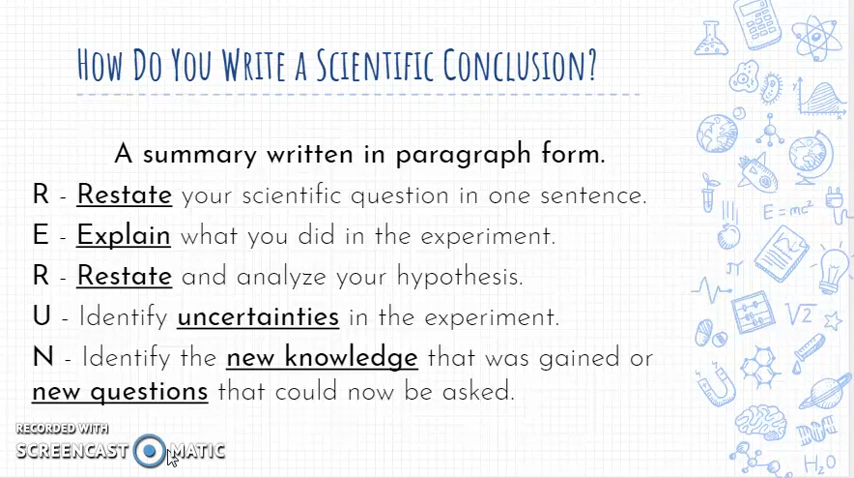 How Do You Write a Scientific Conclusion?
A summary written in paragraph form.
R - Restate your scientific question in one sentence.
E - Explain what you did in the experiment.
R - Restate and analyze your hypothesis.
U - Identify uncertainties in the experiment.
N - Identify the new knowledge that was gained or
new questions that could now be asked.
RECORDED WITH
SCREENCAST MATIC
y
x
E=mc²
π
√2
H₂O